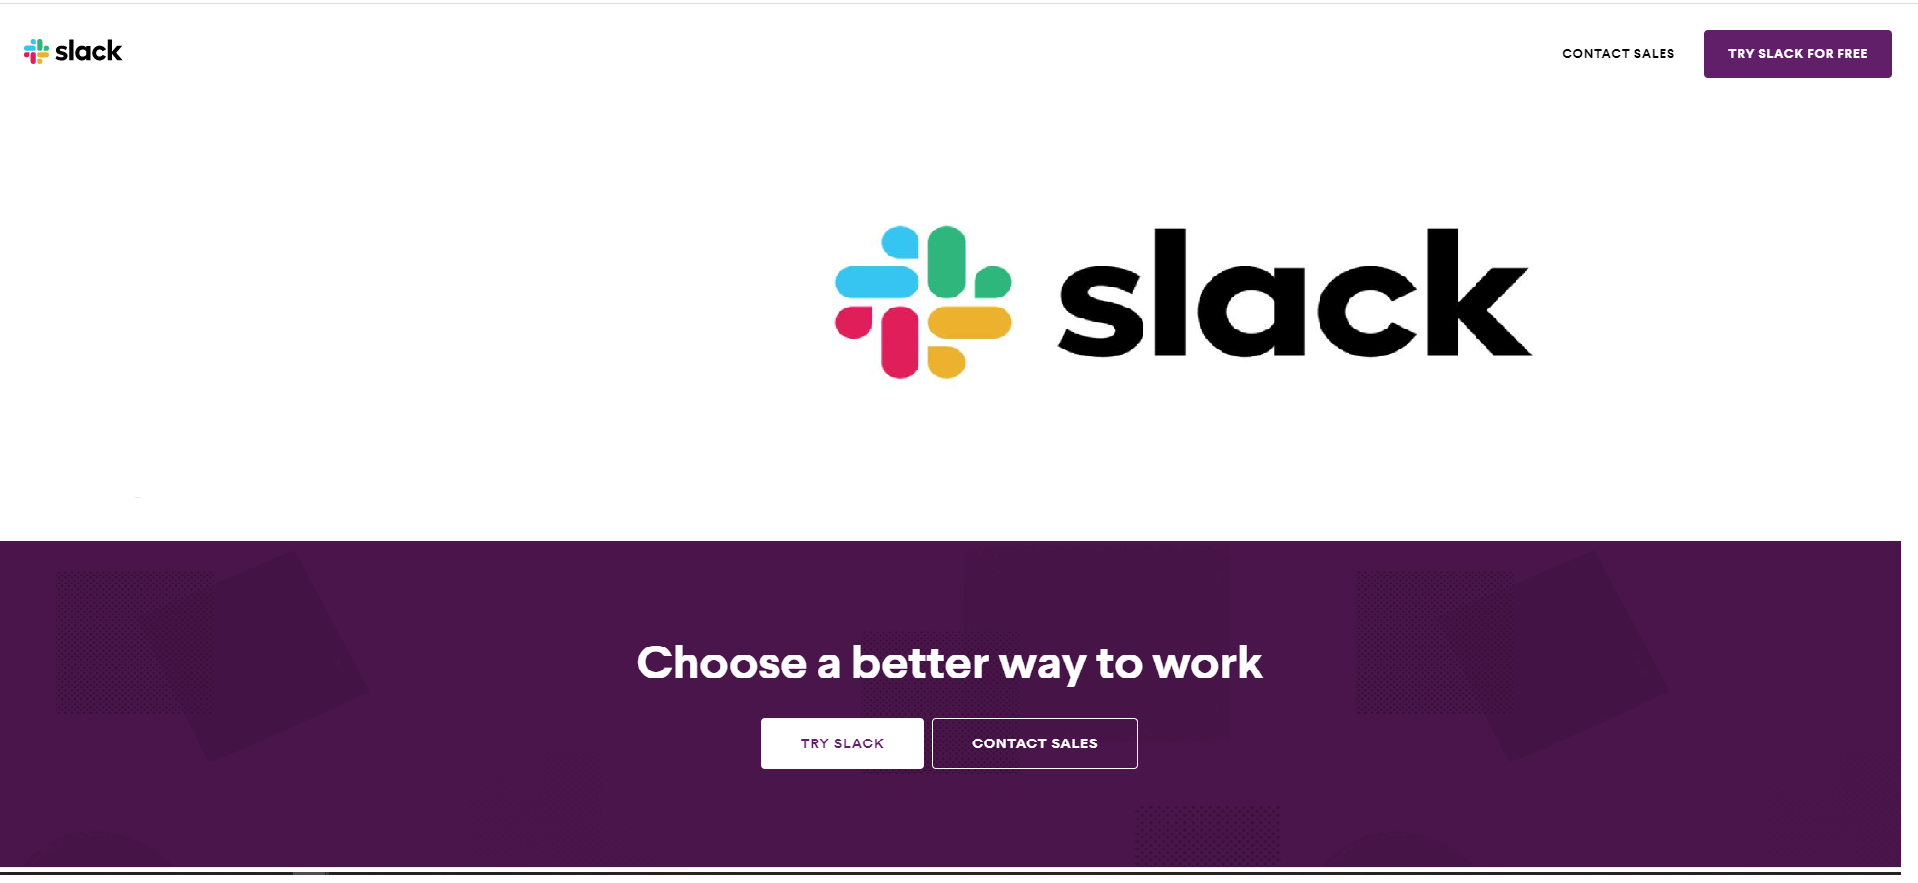 slack
CONTACT SALES
TRY SLACK FOR FREE
slack
Choose a better way to work
TRY SLACK
CONTACT SALES